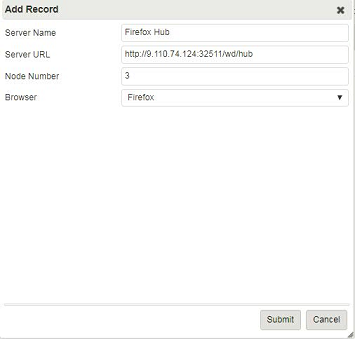 Add Record
Server Name Firefox Hub
Server URL http://9.110.74.124:32511/wd/hub
Node Number 3
Browser Firefox
Submit Cancel